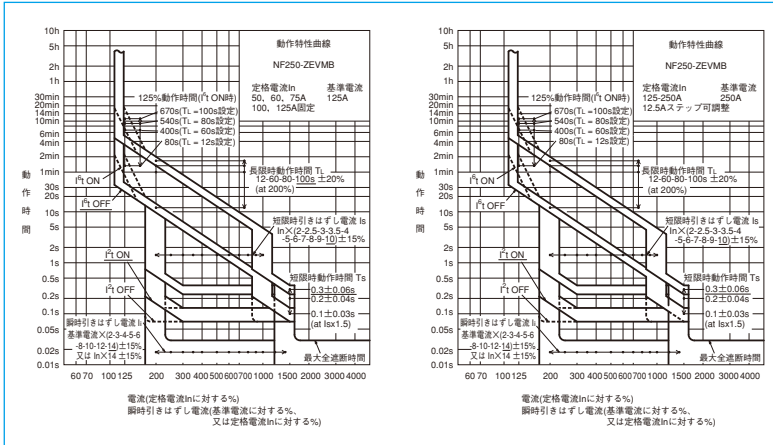 動作特性曲線
NF250-ZEVMB
定格電流In 基準電流
50, 60, 75A 125A
100, 125A固定
125%動作時間(I⁶t ON時)
670s(TL=100s設定)
540s(TL= 80s設定)
400s(TL= 60s設定)
80s(TL= 12s設定)
長限時動作時間 TL
12-60-80-100s ±20%
(at 200%)
I⁶t ON
I⁶t OFF
短限時引きはずし電流 Is
In×(2-2.5-3-3.5-4
-5-6-7-8-9-10)±15%
I²t ON
I²t OFF
短限時動作時間 Ts
0.3±0.06s
0.2±0.04s
0.1±0.03s
(at Isx1.5)
瞬時引きはずし電流 Ii
基準電流×(2-3-4-5-6
-8-10-12-14)±15%
又は In×14 ±15%
最大全遮断時間
動作時間
10h
5h
2h
1h
30min
20min
14min
10min
6min
4min
2min
1min
30s
20s
10s
5s
2s
1s
0.5s
0.2s
0.1s
0.05s
0.02s
0.01s
60 70 100 125 200 300 400 500 700 1000 1500 2000 3000 4000
電流(定格電流Inに対する%)
瞬時引きはずし電流(基準電流に対する%、
又は定格電流Inに対する%)
動作特性曲線
NF250-ZEVMB
定格電流In 基準電流
125-250A 250A
12.5Aステップ可調整
125%動作時間(I⁶t ON時)
670s(TL=100s設定)
540s(TL= 80s設定)
400s(TL= 60s設定)
80s(TL= 12s設定)
長限時動作時間 TL
12-60-80-100s ±20%
(at 200%)
I⁶t ON
I⁶t OFF
短限時引きはずし電流 Is
In×(2-2.5-3-3.5-4
-5-6-7-8-9-10)±15%
I²t ON
I²t OFF
短限時動作時間 Ts
0.3±0.06s
0.2±0.04s
0.1±0.03s
(at Isx1.5)
瞬時引きはずし電流 Ii
基準電流×(2-3-4-5-6
-8-10-12-14)±15%
又は In×14 ±15%
最大全遮断時間
動作時間
10h
5h
2h
1h
30min
20min
14min
10min
6min
4min
2min
1min
30s
20s
10s
5s
2s
1s
0.5s
0.2s
0.1s
0.05s
0.02s
0.01s
60 70 100 125 200 300 400 500 700 1000 1500 2000 3000 4000
電流(定格電流Inに対する%)
瞬時引きはずし電流(基準電流に対する%、
又は定格電流Inに対する%)